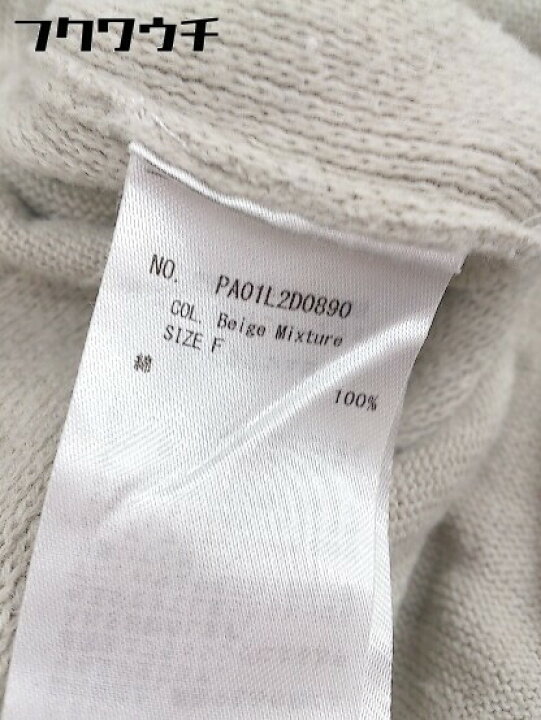 フクワウチ
NO. PA01L2D0890
COL. Beige Mixture
SIZE F
綿 100%